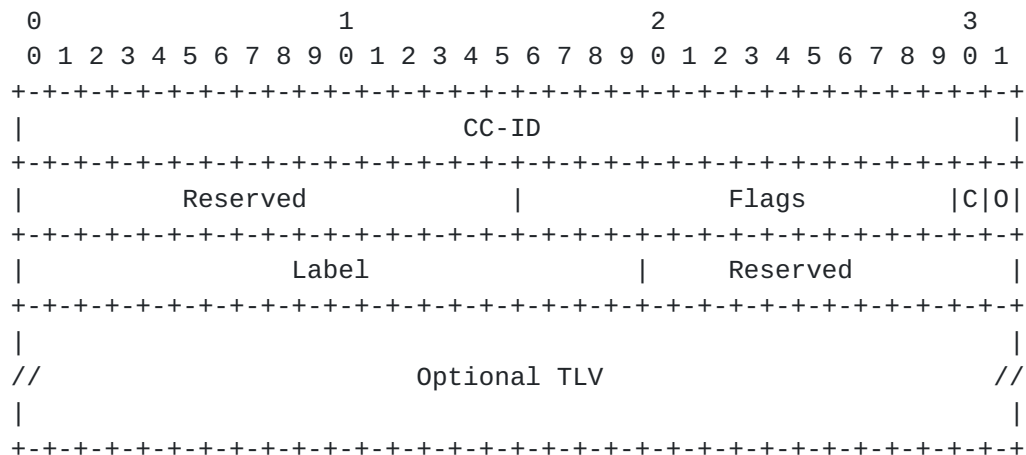 0                   1                   2                   3
 0 1 2 3 4 5 6 7 8 9 0 1 2 3 4 5 6 7 8 9 0 1 2 3 4 5 6 7 8 9 0 1
+-+-+-+-+-+-+-+-+-+-+-+-+-+-+-+-+-+-+-+-+-+-+-+-+-+-+-+-+-+-+-+-+
|                            CC-ID                              |
+-+-+-+-+-+-+-+-+-+-+-+-+-+-+-+-+-+-+-+-+-+-+-+-+-+-+-+-+-+-+-+-+
|          Reserved             |             Flags         |C|O|
+-+-+-+-+-+-+-+-+-+-+-+-+-+-+-+-+-+-+-+-+-+-+-+-+-+-+-+-+-+-+-+-+
|                 Label                 |     Reserved          |
+-+-+-+-+-+-+-+-+-+-+-+-+-+-+-+-+-+-+-+-+-+-+-+-+-+-+-+-+-+-+-+-+
|                                                               |
//                        Optional TLV                         //
|                                                               |
+-+-+-+-+-+-+-+-+-+-+-+-+-+-+-+-+-+-+-+-+-+-+-+-+-+-+-+-+-+-+-+-+